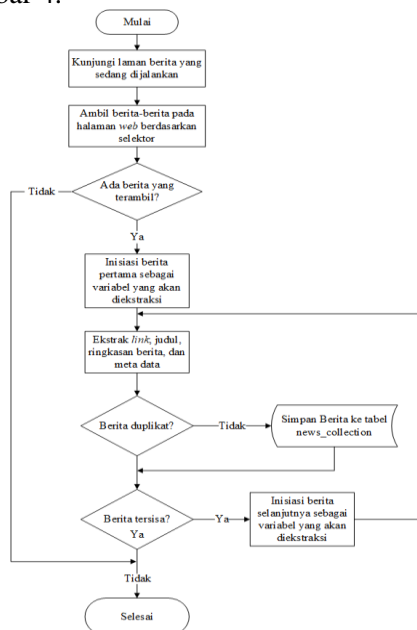 Mulai
Kunjungi laman berita yang
sedang dijalankan
Ambil berita-berita pada
halaman web berdasarkan
selektor
Ada berita yang
terambil?
Tidak
Ya
Inisiasi berita
pertama sebagai
variabel yang akan
diekstraksi
Ekstrak link, judul,
ringkasan berita, dan
meta data
Berita duplikat?
Tidak
Simpan Berita ke tabel
news_collection
Berita tersisa?
Ya
Ya
Inisiasi berita
selanjutnya sebagai
variabel yang akan
diekstraksi
Tidak
Selesai